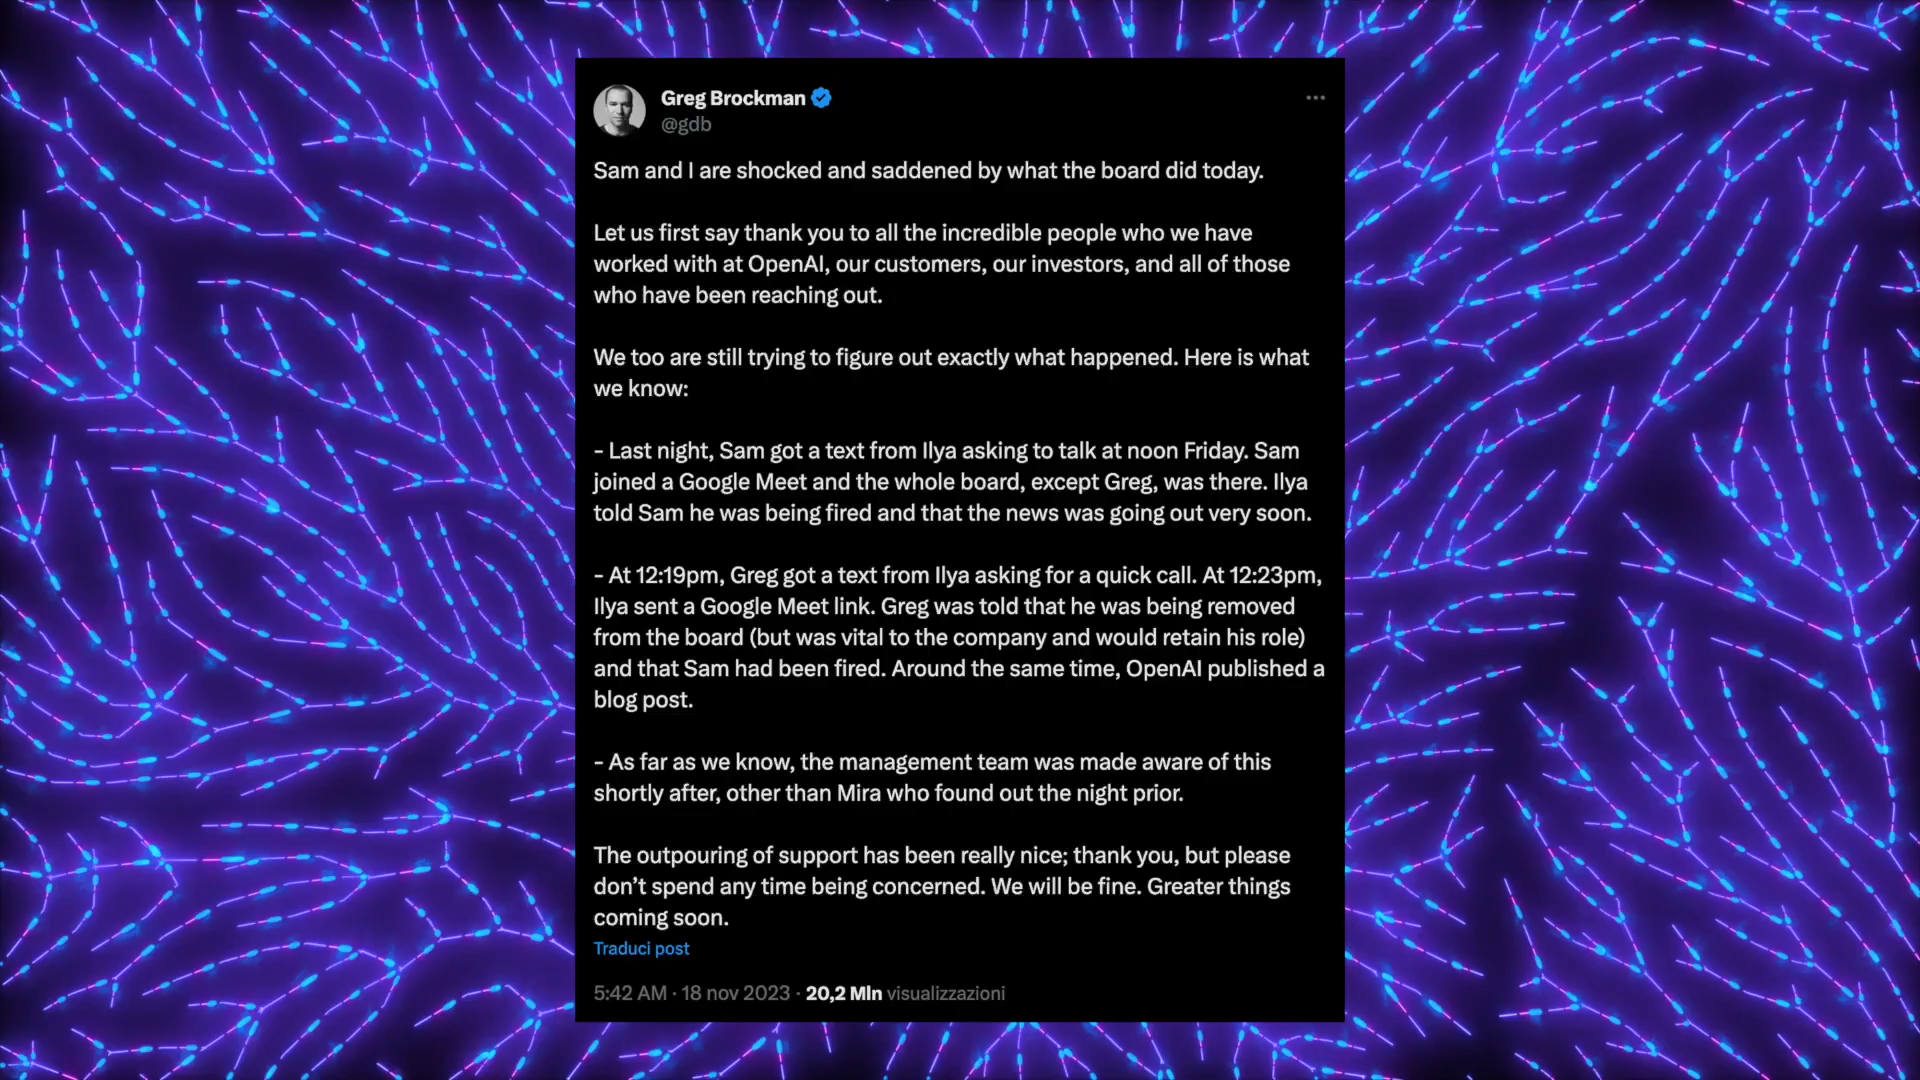 Greg Brockman
@gdb
Sam and I are shocked and saddened by what the board did today.
Let us first say thank you to all the incredible people who we have
worked with at OpenAI, our customers, our investors, and all of those
who have been reaching out.
We too are still trying to figure out exactly what happened. Here is what
we know:
- Last night, Sam got a text from Ilya asking to talk at noon Friday. Sam
joined a Google Meet and the whole board, except Greg, was there. Ilya
told Sam he was being fired and that the news was going out very soon.
- At 12:19pm, Greg got a text from Ilya asking for a quick call. At 12:23pm,
Ilya sent a Google Meet link. Greg was told that he was being removed
from the board (but was vital to the company and would retain his role)
and that Sam had been fired. Around the same time, OpenAI published a
blog post.
- As far as we know, the management team was made aware of this
shortly after, other than Mira who found out the night prior.
The outpouring of support has been really nice; thank you, but please
don’t spend any time being concerned. We will be fine. Greater things
coming soon.
Traduci post
5:42 AM · 18 nov 2023 · 20,2 Mln visualizzazioni